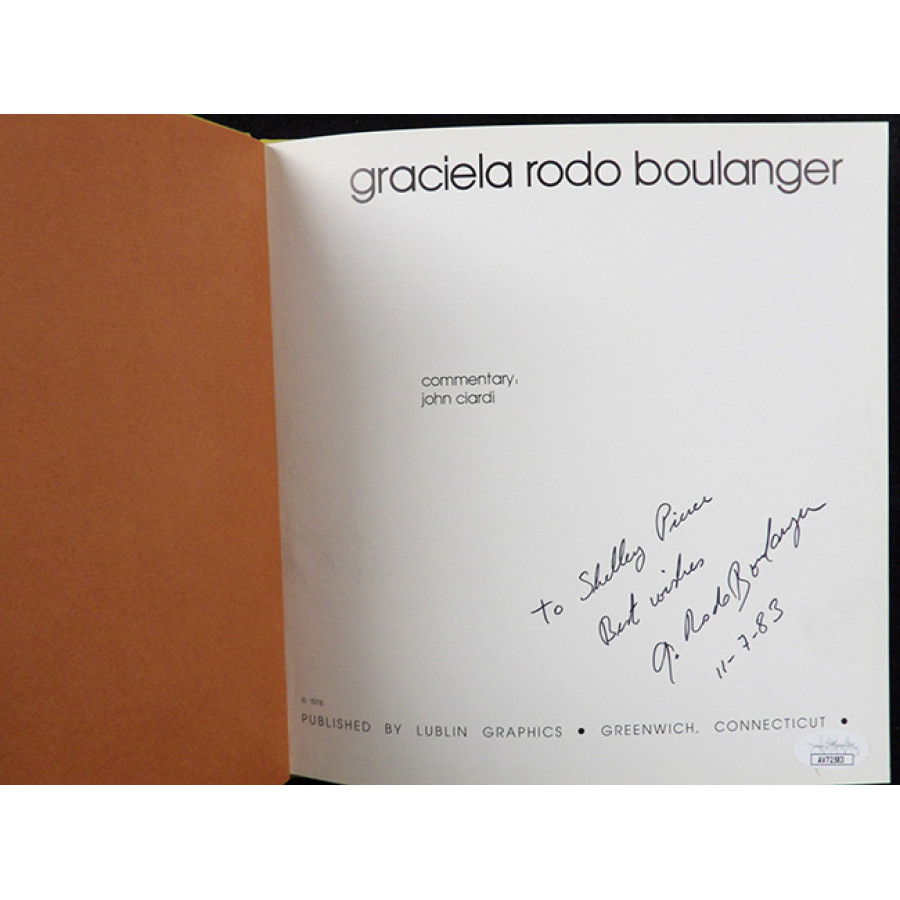 graciela rodo boulanger
commentary:
john ciardi
To Shelley
Best wishes
G. Rodo Boulanger
11-7-83
© 1978
PUBLISHED BY LUBLIN GRAPHICS • GREENWICH, CONNECTICUT •
AV72583